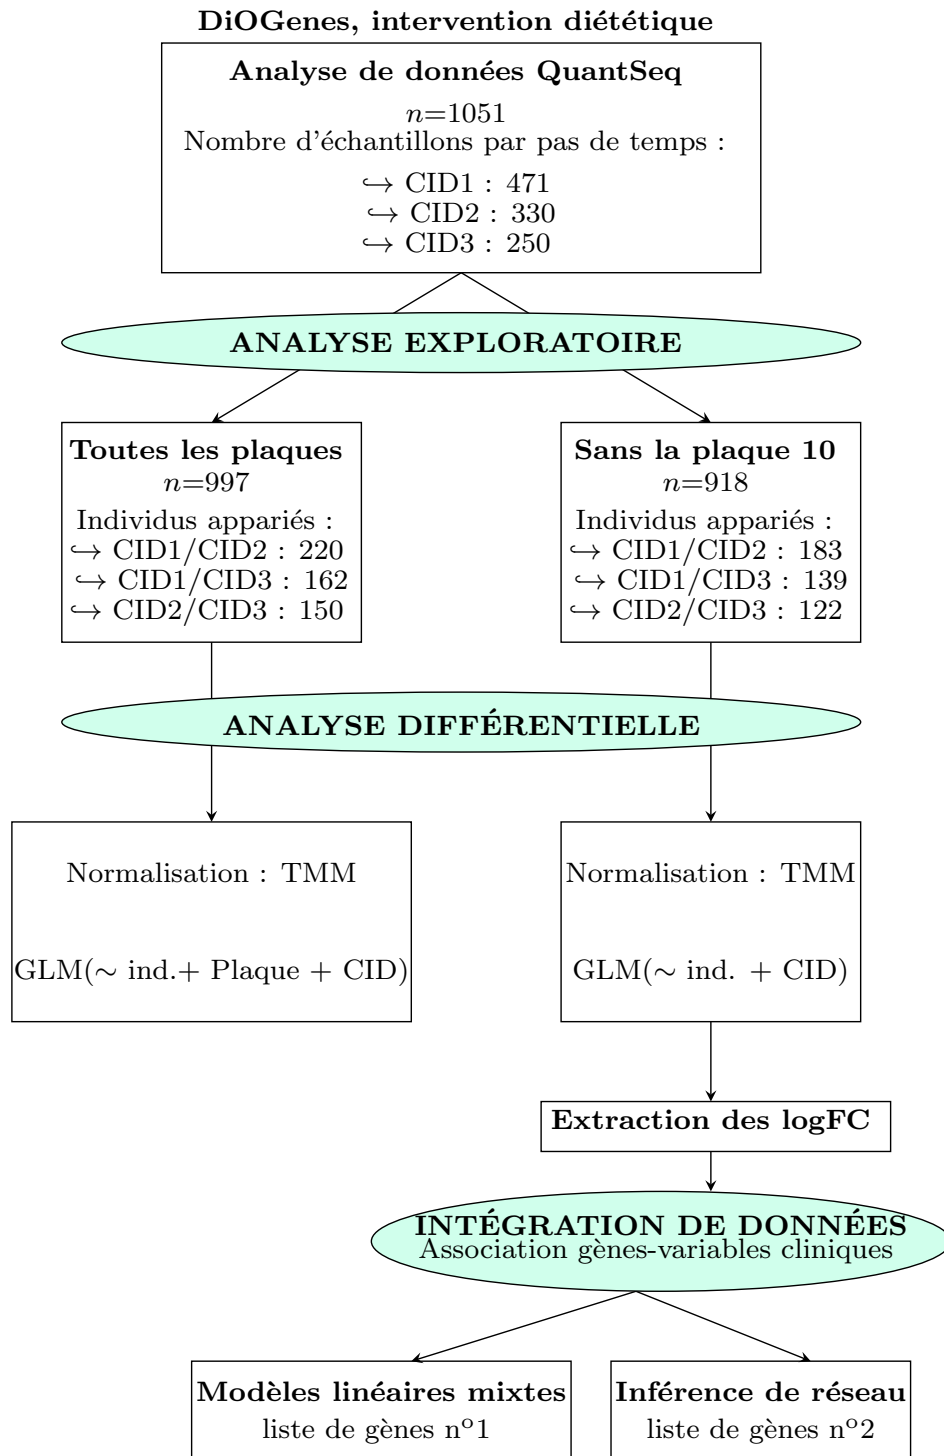 DiOGenes, intervention diététique
Analyse de données QuantSeq
n=1051
Nombre d'échantillons par pas de temps :
↪ CID1 : 471
↪ CID2 : 330
↪ CID3 : 250
ANALYSE EXPLORATOIRE
Toutes les plaques
n=997
Individus appariés :
↪ CID1/CID2 : 220
↪ CID1/CID3 : 162
↪ CID2/CID3 : 150
Sans la plaque 10
n=918
Individus appariés :
↪ CID1/CID2 : 183
↪ CID1/CID3 : 139
↪ CID2/CID3 : 122
ANALYSE DIFFÉRENTIELLE
Normalisation : TMM
GLM(∼ ind.+ Plaque + CID)
Normalisation : TMM
GLM(∼ ind. + CID)
Extraction des logFC
INTÉGRATION DE DONNÉES
Association gènes-variables cliniques
Modèles linéaires mixtes
liste de gènes nº1
Inférence de réseau
liste de gènes nº2